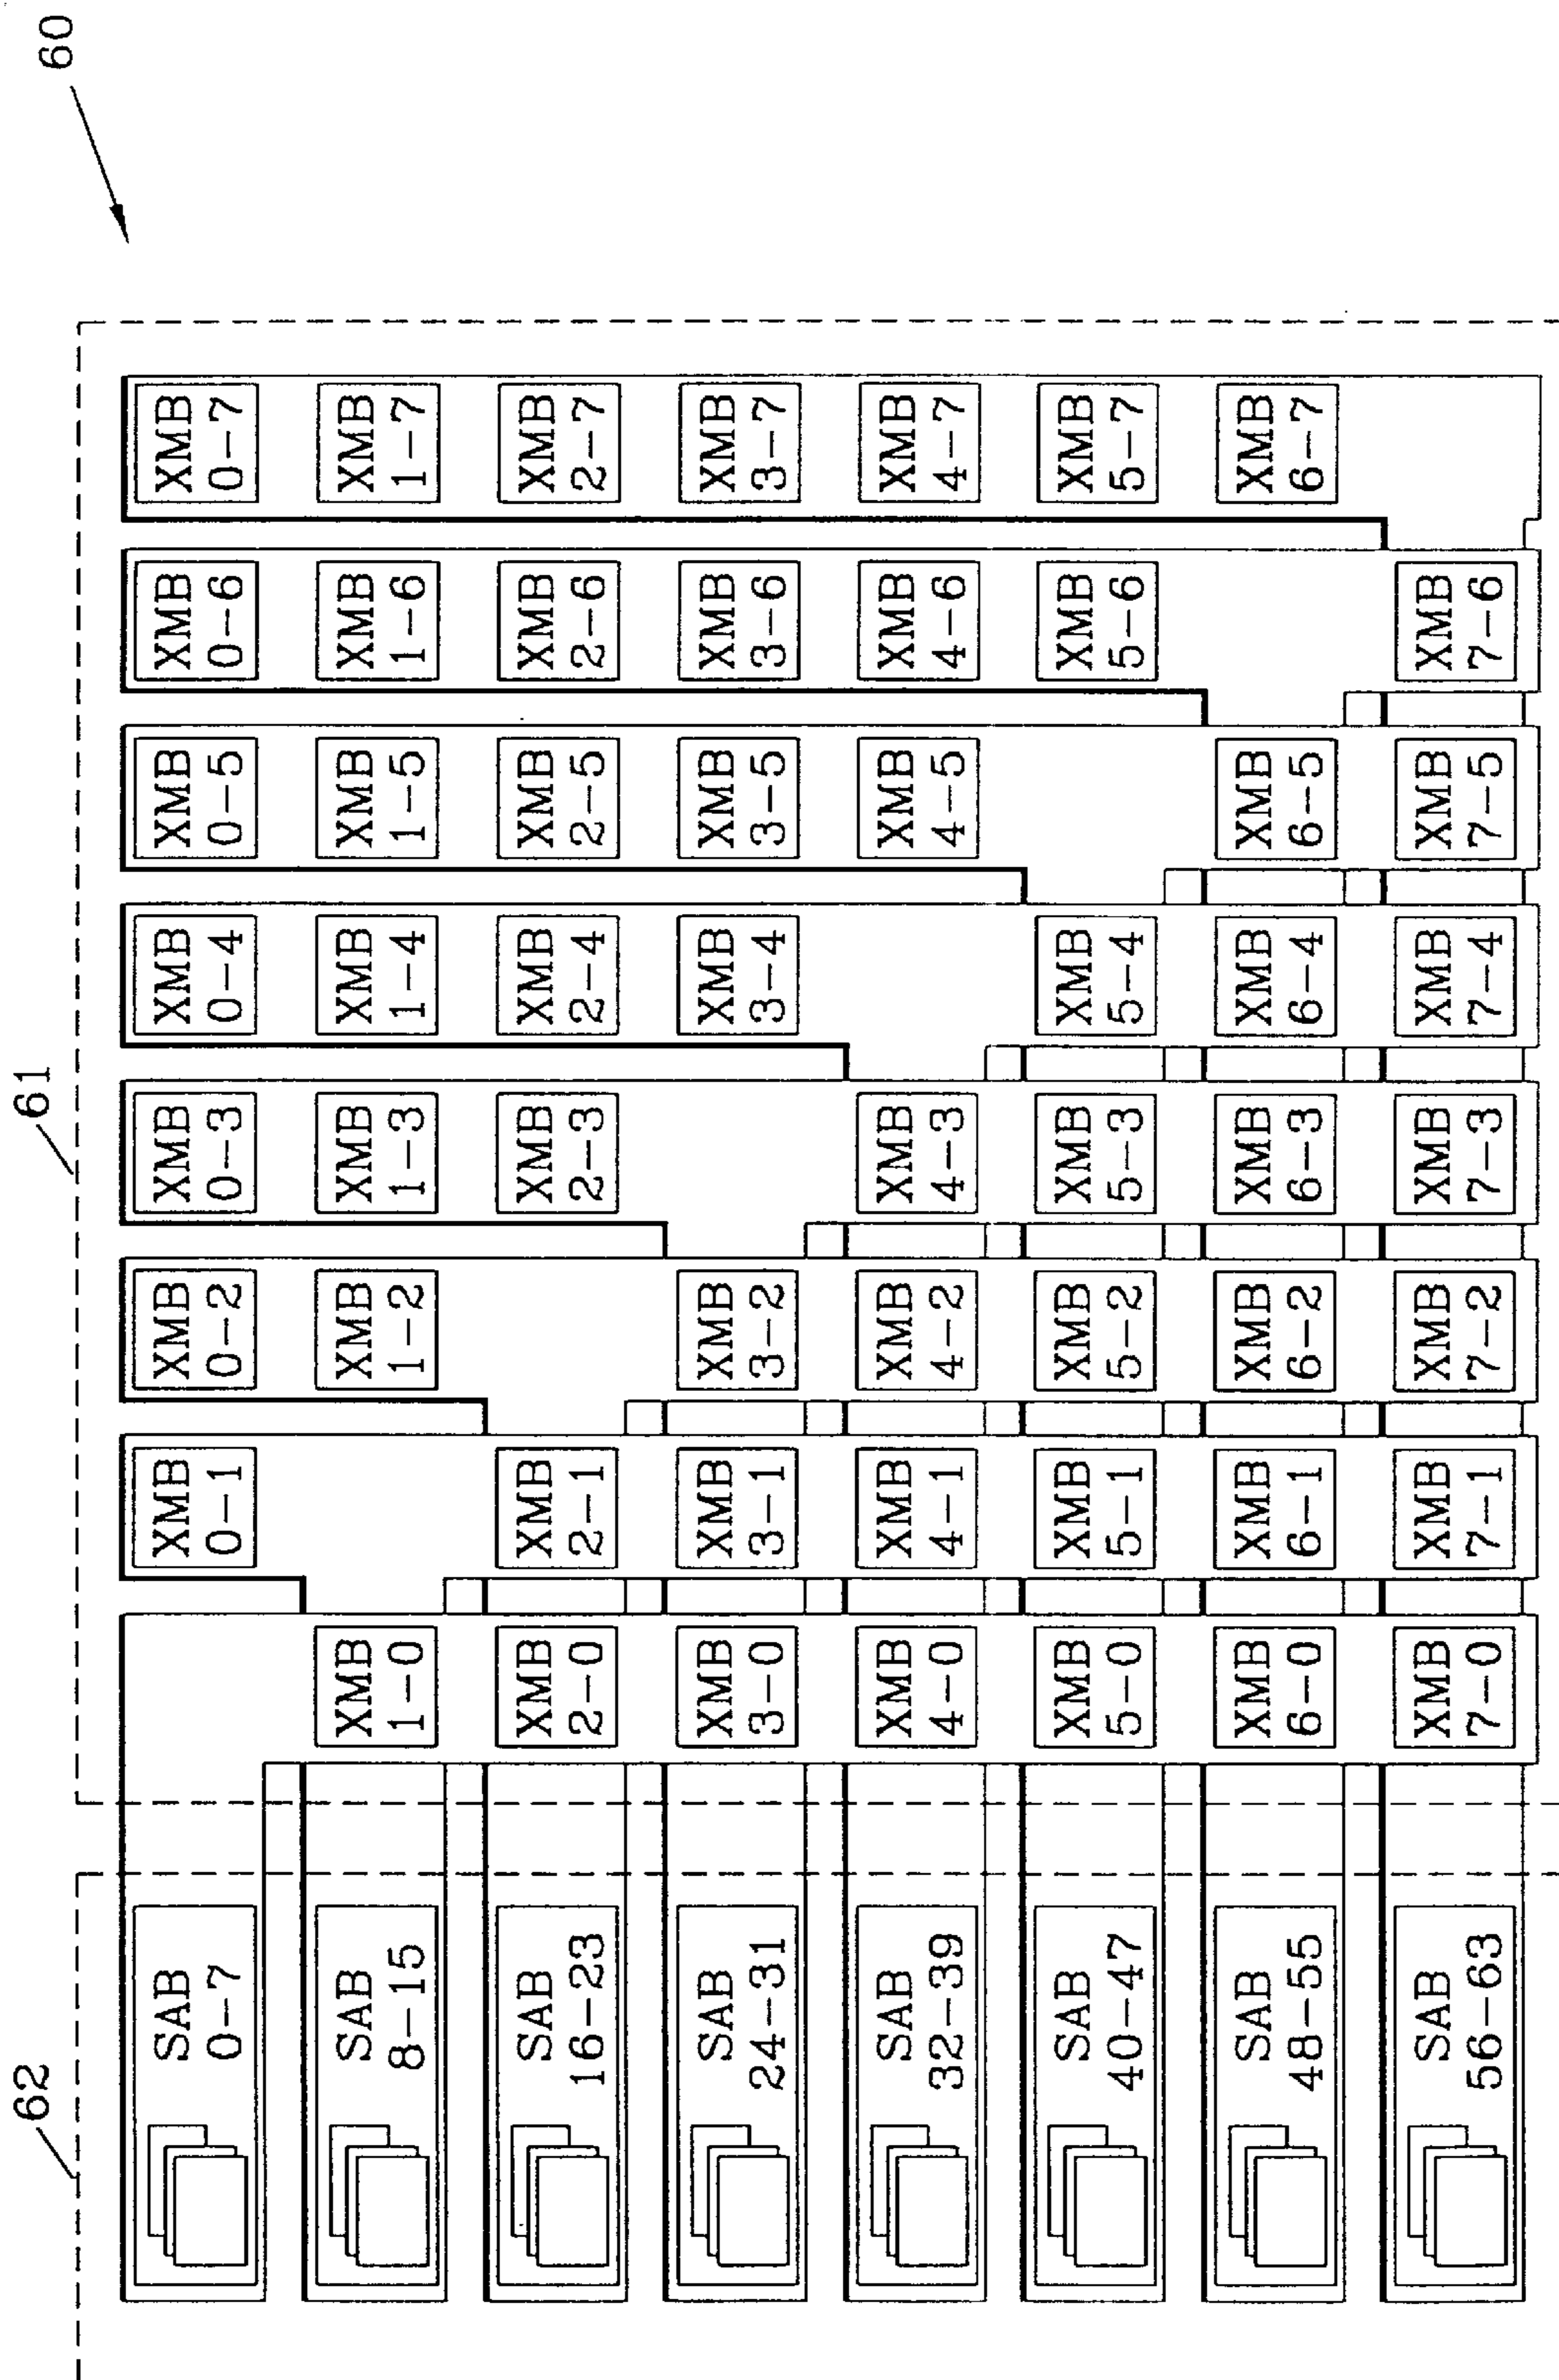 62
61
60
SAB
0-7
XMB
0-1
XMB
0-2
XMB
0-3
XMB
0-4
XMB
0-5
XMB
0-6
XMB
0-7
SAB
8-15
XMB
1-0
XMB
1-2
XMB
1-3
XMB
1-4
XMB
1-5
XMB
1-6
XMB
1-7
SAB
16-23
XMB
2-0
XMB
2-1
XMB
2-3
XMB
2-4
XMB
2-5
XMB
2-6
XMB
2-7
SAB
24-31
XMB
3-0
XMB
3-1
XMB
3-2
XMB
3-4
XMB
3-5
XMB
3-6
XMB
3-7
SAB
32-39
XMB
4-0
XMB
4-1
XMB
4-2
XMB
4-3
XMB
4-5
XMB
4-6
XMB
4-7
SAB
40-47
XMB
5-0
XMB
5-1
XMB
5-2
XMB
5-3
XMB
5-4
XMB
5-6
XMB
5-7
SAB
48-55
XMB
6-0
XMB
6-1
XMB
6-2
XMB
6-3
XMB
6-4
XMB
6-5
XMB
6-7
SAB
56-63
XMB
7-0
XMB
7-1
XMB
7-2
XMB
7-3
XMB
7-4
XMB
7-5
XMB
7-6